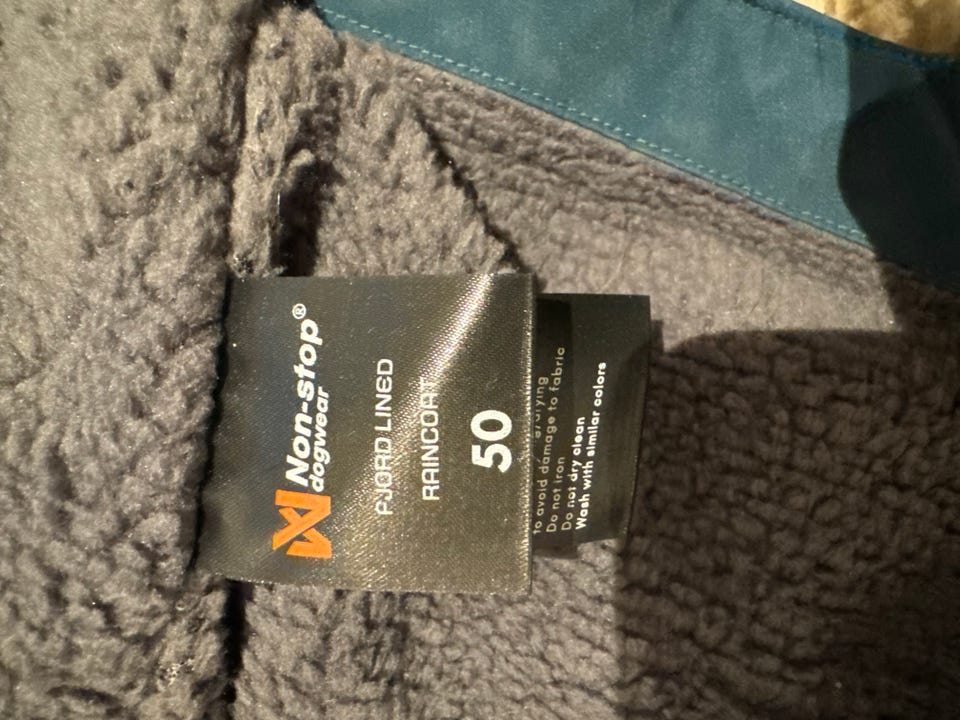 Non-stop®
dogwear
FJORD LINED
RAINCOAT
50
to avoid damage to fabric
Do not iron
Do not dry clean
Wash with similar colors